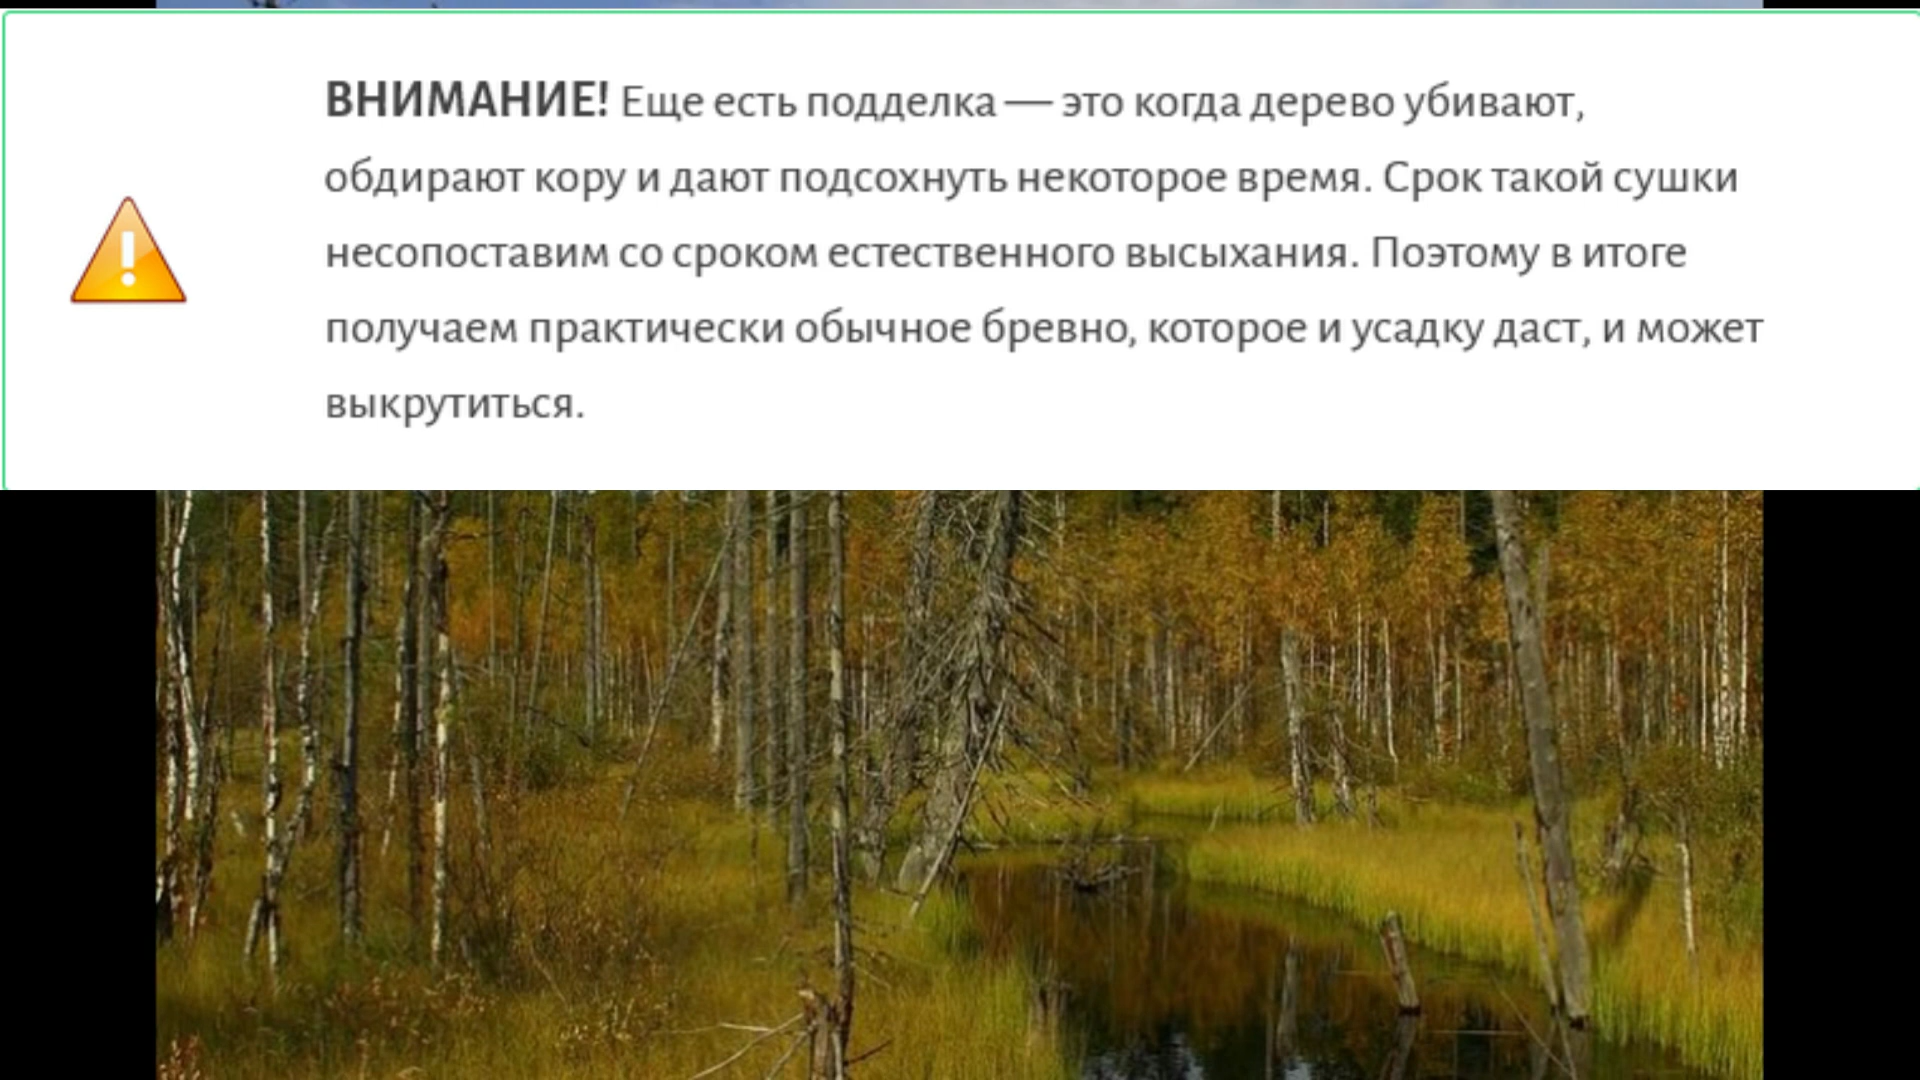 ВНИМАНИЕ! Еще есть подделка — это когда дерево убивают,
обдирают кору и дают подсохнуть некоторое время. Срок такой сушки
несопоставим со сроком естественного высыхания. Поэтому в итоге
получаем практически обычное бревно, которое и усадку даст, и может
выкрутиться.